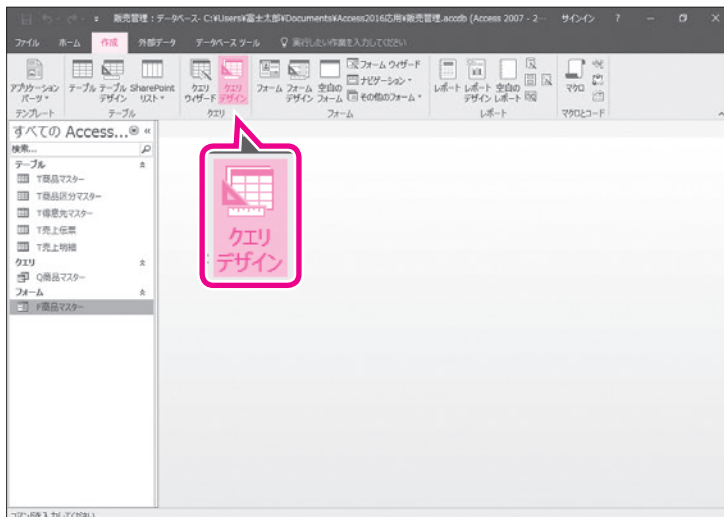 販売管理 : データベース- C:¥Users¥富士太郎¥Documents¥Access2016応用¥販売管理.accdb (Access 2007 - 2… サインイン ?
ファイル ホーム 作成 外部データ データベース ツール 実行したい作業を入力してください
アプリケーション パーツ テーブル テーブル デザイン SharePoint リスト クエリ ウィザード クエリ デザイン フォーム フォーム デザイン 空白の フォーム フォーム ウィザード ナビゲーション その他のフォーム レポート レポート デザイン 空白の レポート マクロ
テンプレート テーブル クエリ フォーム レポート マクロとコード
すべての Access...
検索...
テーブル
T商品マスター
T商品区分マスター
T得意先マスター
T売上伝票
T売上明細
クエリ
Q商品マスター
フォーム
F商品マスター
クエリ
デザイン